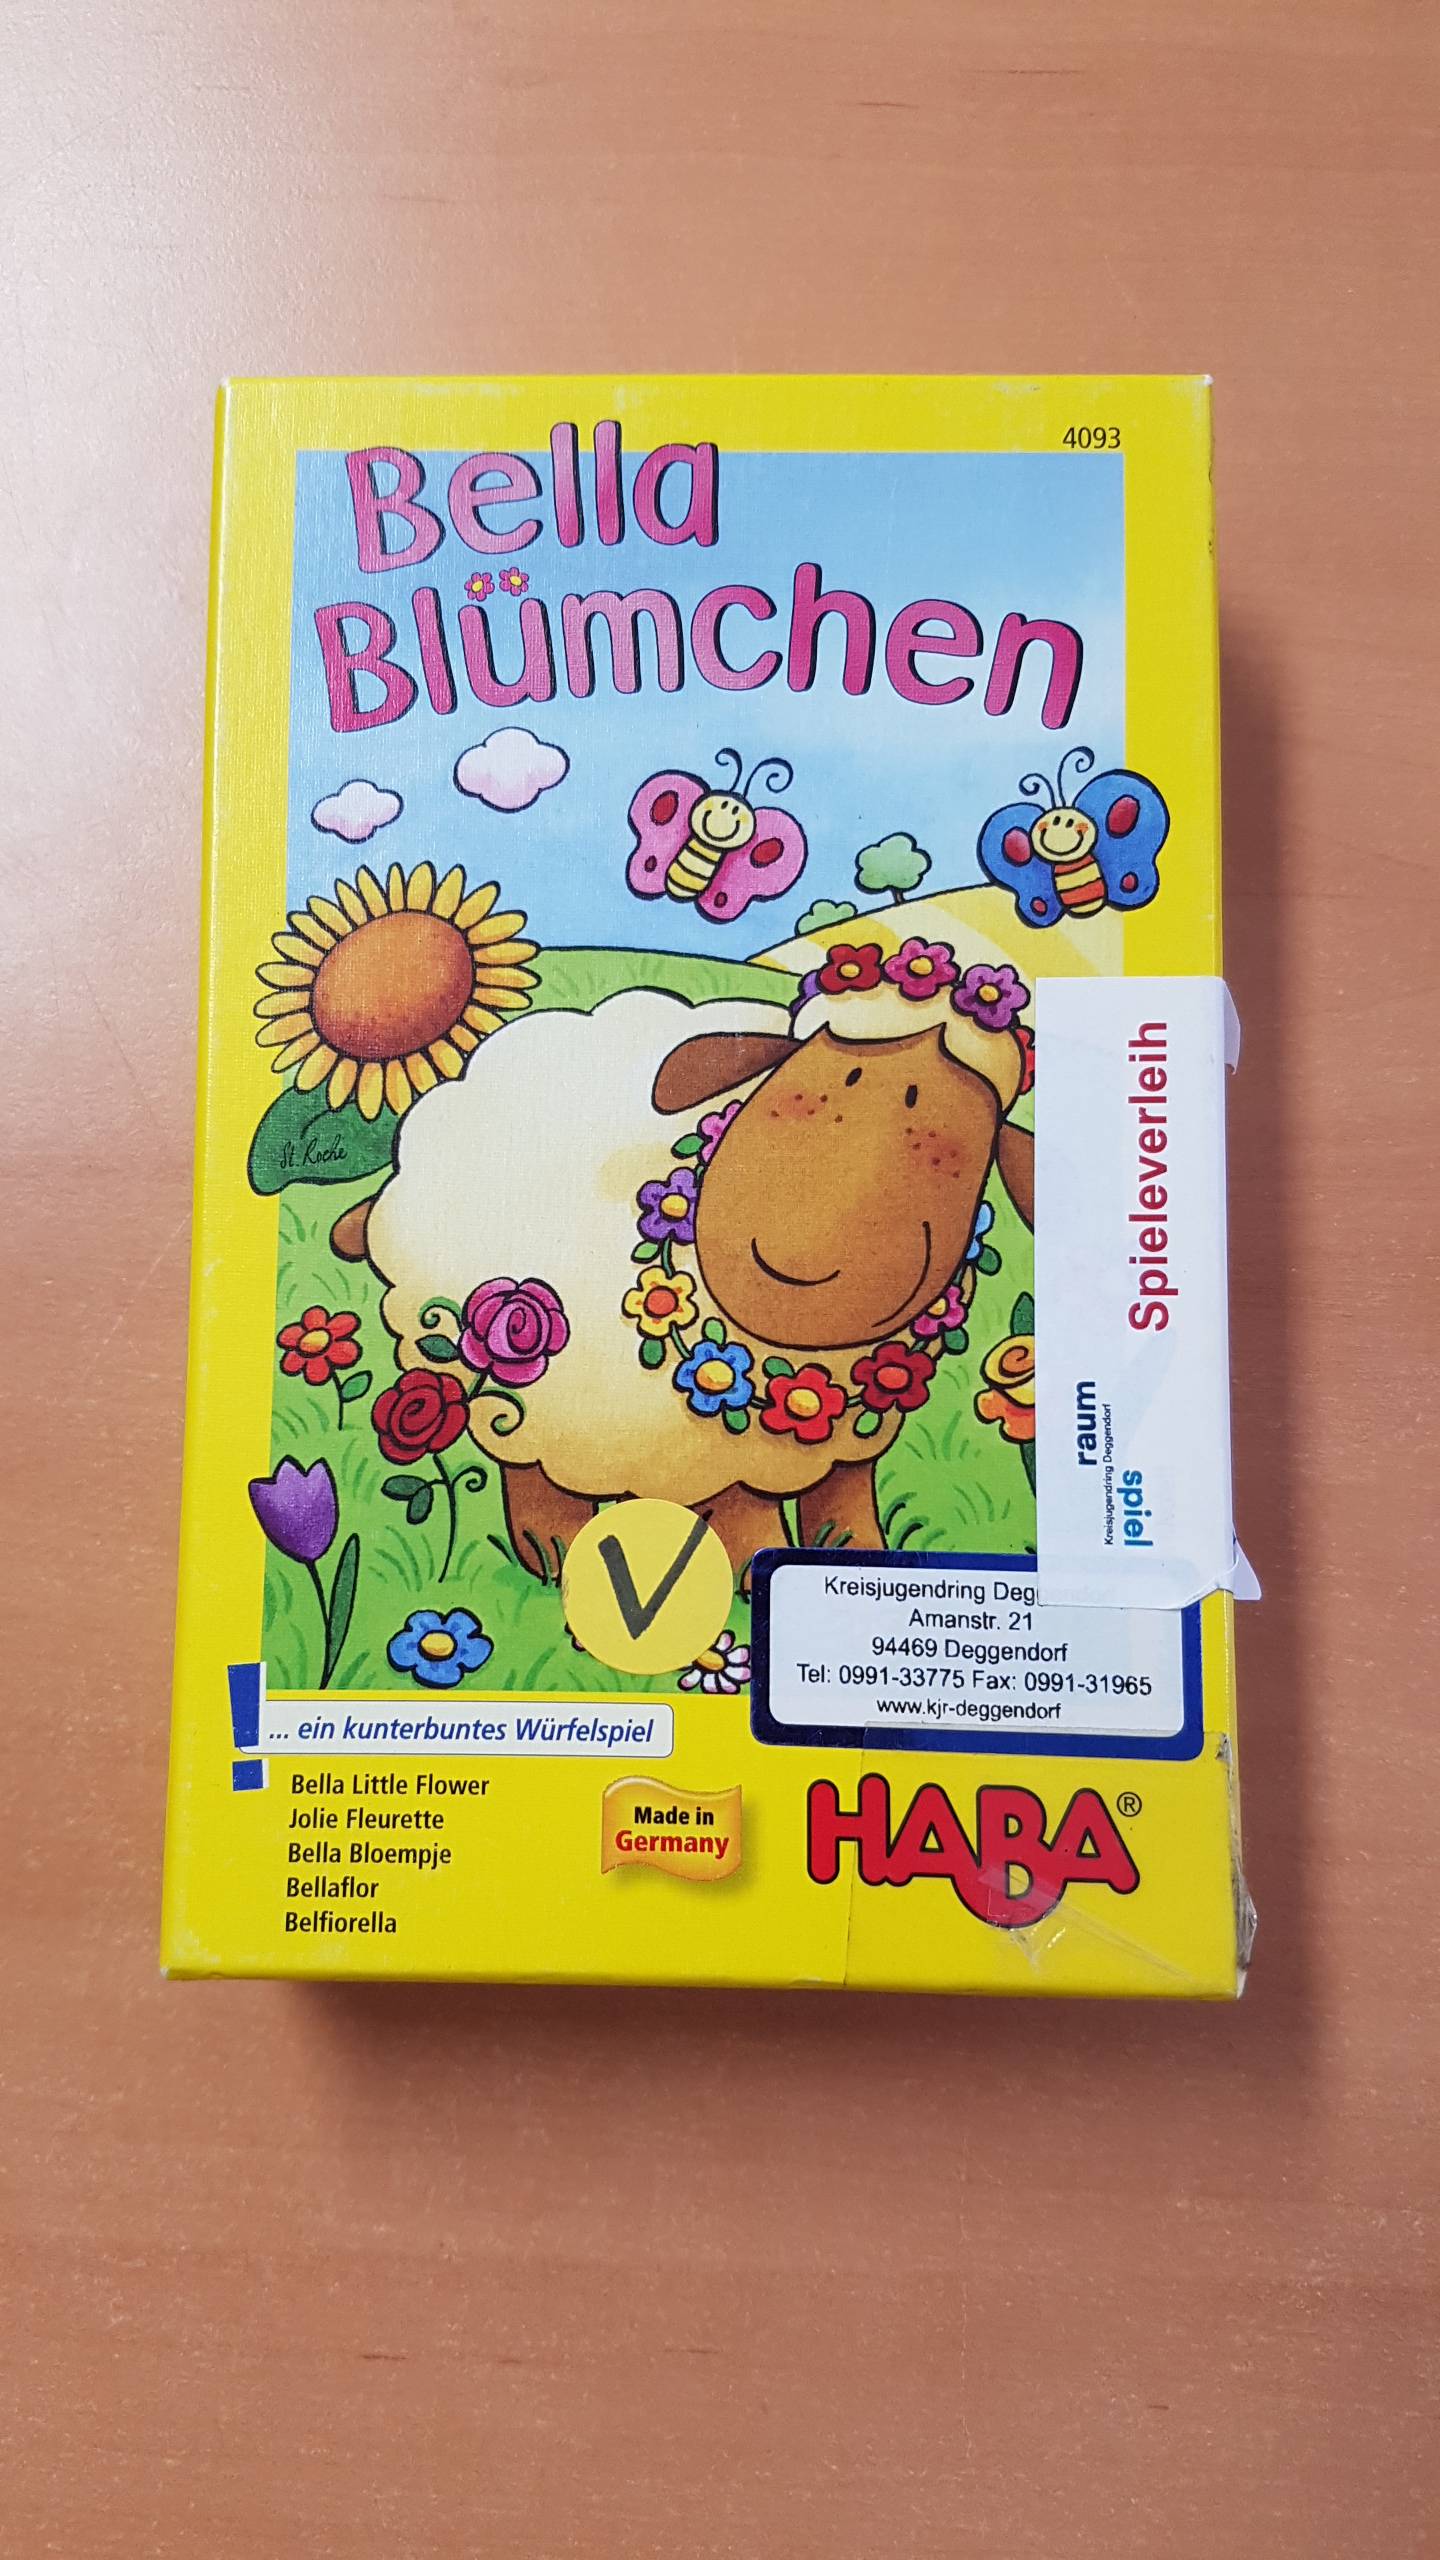 4093
Bella
Blümchen
St. Roche
Spieleverleih
raum
Kreisjugendring Deggendorf
spiel
V
Kreisjugendring
Amanstr. 21
94469 Deggendorf
Tel: 0991-33775 Fax: 0991-31965
www.kjr-deggendorf
... ein kunterbuntes Würfelspiel
!
Bella Little Flower
Jolie Fleurette
Bella Bloempje
Bellaflor
Belfiorella
Made in
Germany
HABA®